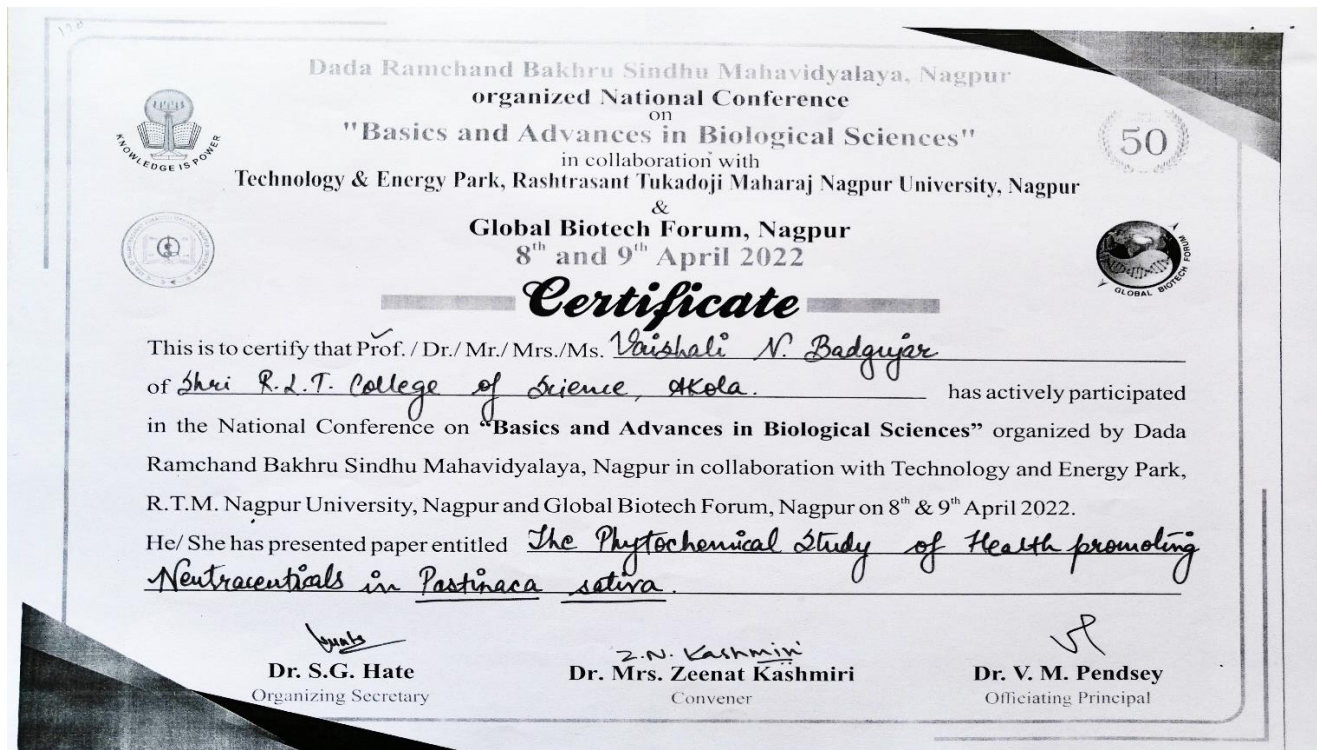 128
Dada Ramchand Bakhru Sindhu Mahavidyalaya, Nagpur
organized National Conference
on
"Basics and Advances in Biological Sciences"
in collaboration with
Technology & Energy Park, Rashtrasant Tukadoji Maharaj Nagpur University, Nagpur
&
Global Biotech Forum, Nagpur
8th and 9th April 2022
KNOWLEDGE IS POWER
50
GLOBAL BIOTECH FORUM
Certificate
This is to certify that Prof. / Dr./ Mr./ Mrs./Ms. Vaishali N. Badgujar
of Shri R.L.T. College of Science, Akola. has actively participated
in the National Conference on “Basics and Advances in Biological Sciences” organized by Dada
Ramchand Bakhru Sindhu Mahavidyalaya, Nagpur in collaboration with Technology and Energy Park,
R.T.M. Nagpur University, Nagpur and Global Biotech Forum, Nagpur on 8th & 9th April 2022.
He/ She has presented paper entitled The Phytochemical Study of Health promoting
Neutraceuticals in Pastinaca sativa.
Z.N. Kashmiri
Dr. S.G. Hate
Organizing Secretary
Dr. Mrs. Zeenat Kashmiri
Convener
Dr. V. M. Pendsey
Officiating Principal